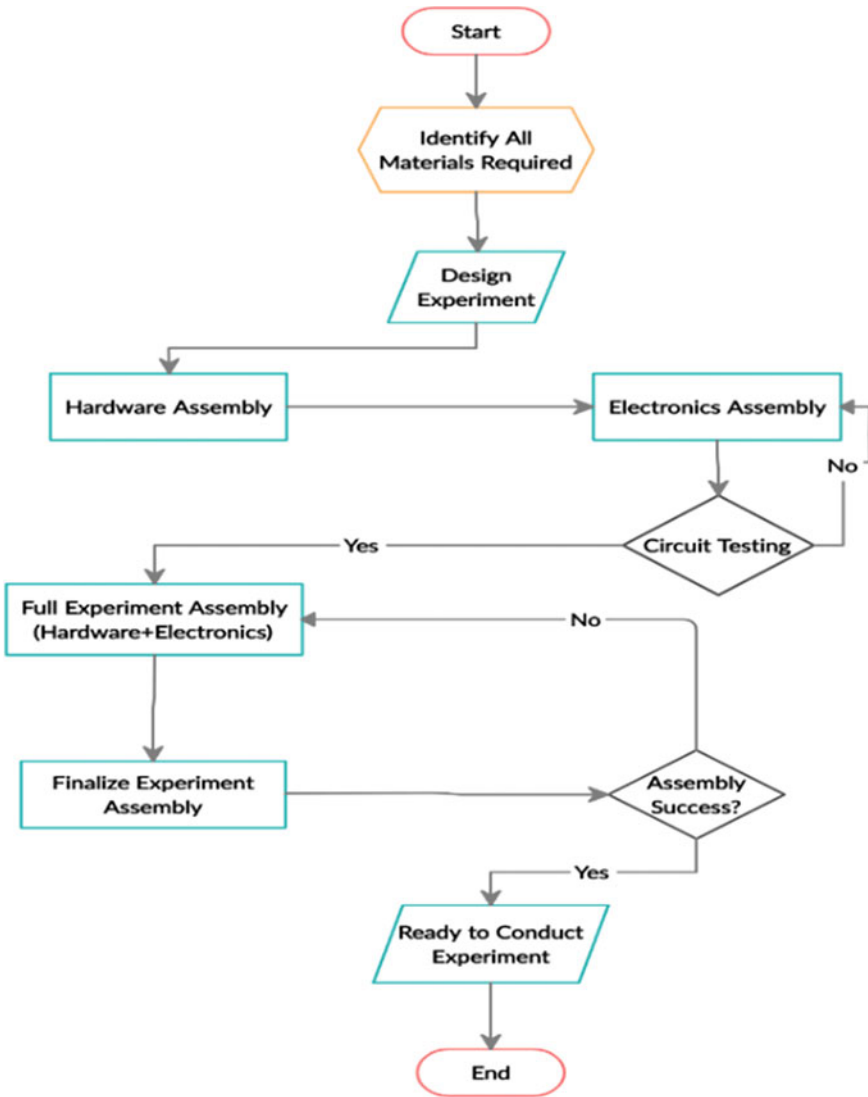 Start
Identify All
Materials Required
Design
Experiment
Hardware Assembly
Electronics Assembly
No
Circuit Testing
Yes
Full Experiment Assembly
(Hardware+Electronics)
No
Finalize Experiment
Assembly
Assembly
Success?
Yes
Ready to Conduct
Experiment
End